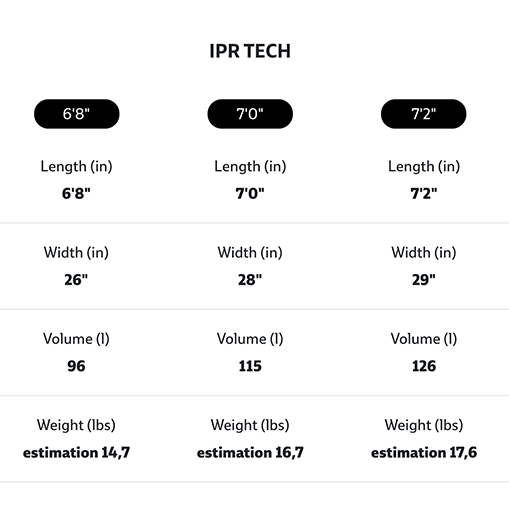 IPR TECH
6'8" 7'0" 7'2"
Length (in) Length (in) Length (in)
6'8" 7'0" 7'2"
Width (in) Width (in) Width (in)
26" 28" 29"
Volume (l) Volume (l) Volume (l)
96 115 126
Weight (lbs) Weight (lbs) Weight (lbs)
estimation 14,7 estimation 16,7 estimation 17,6